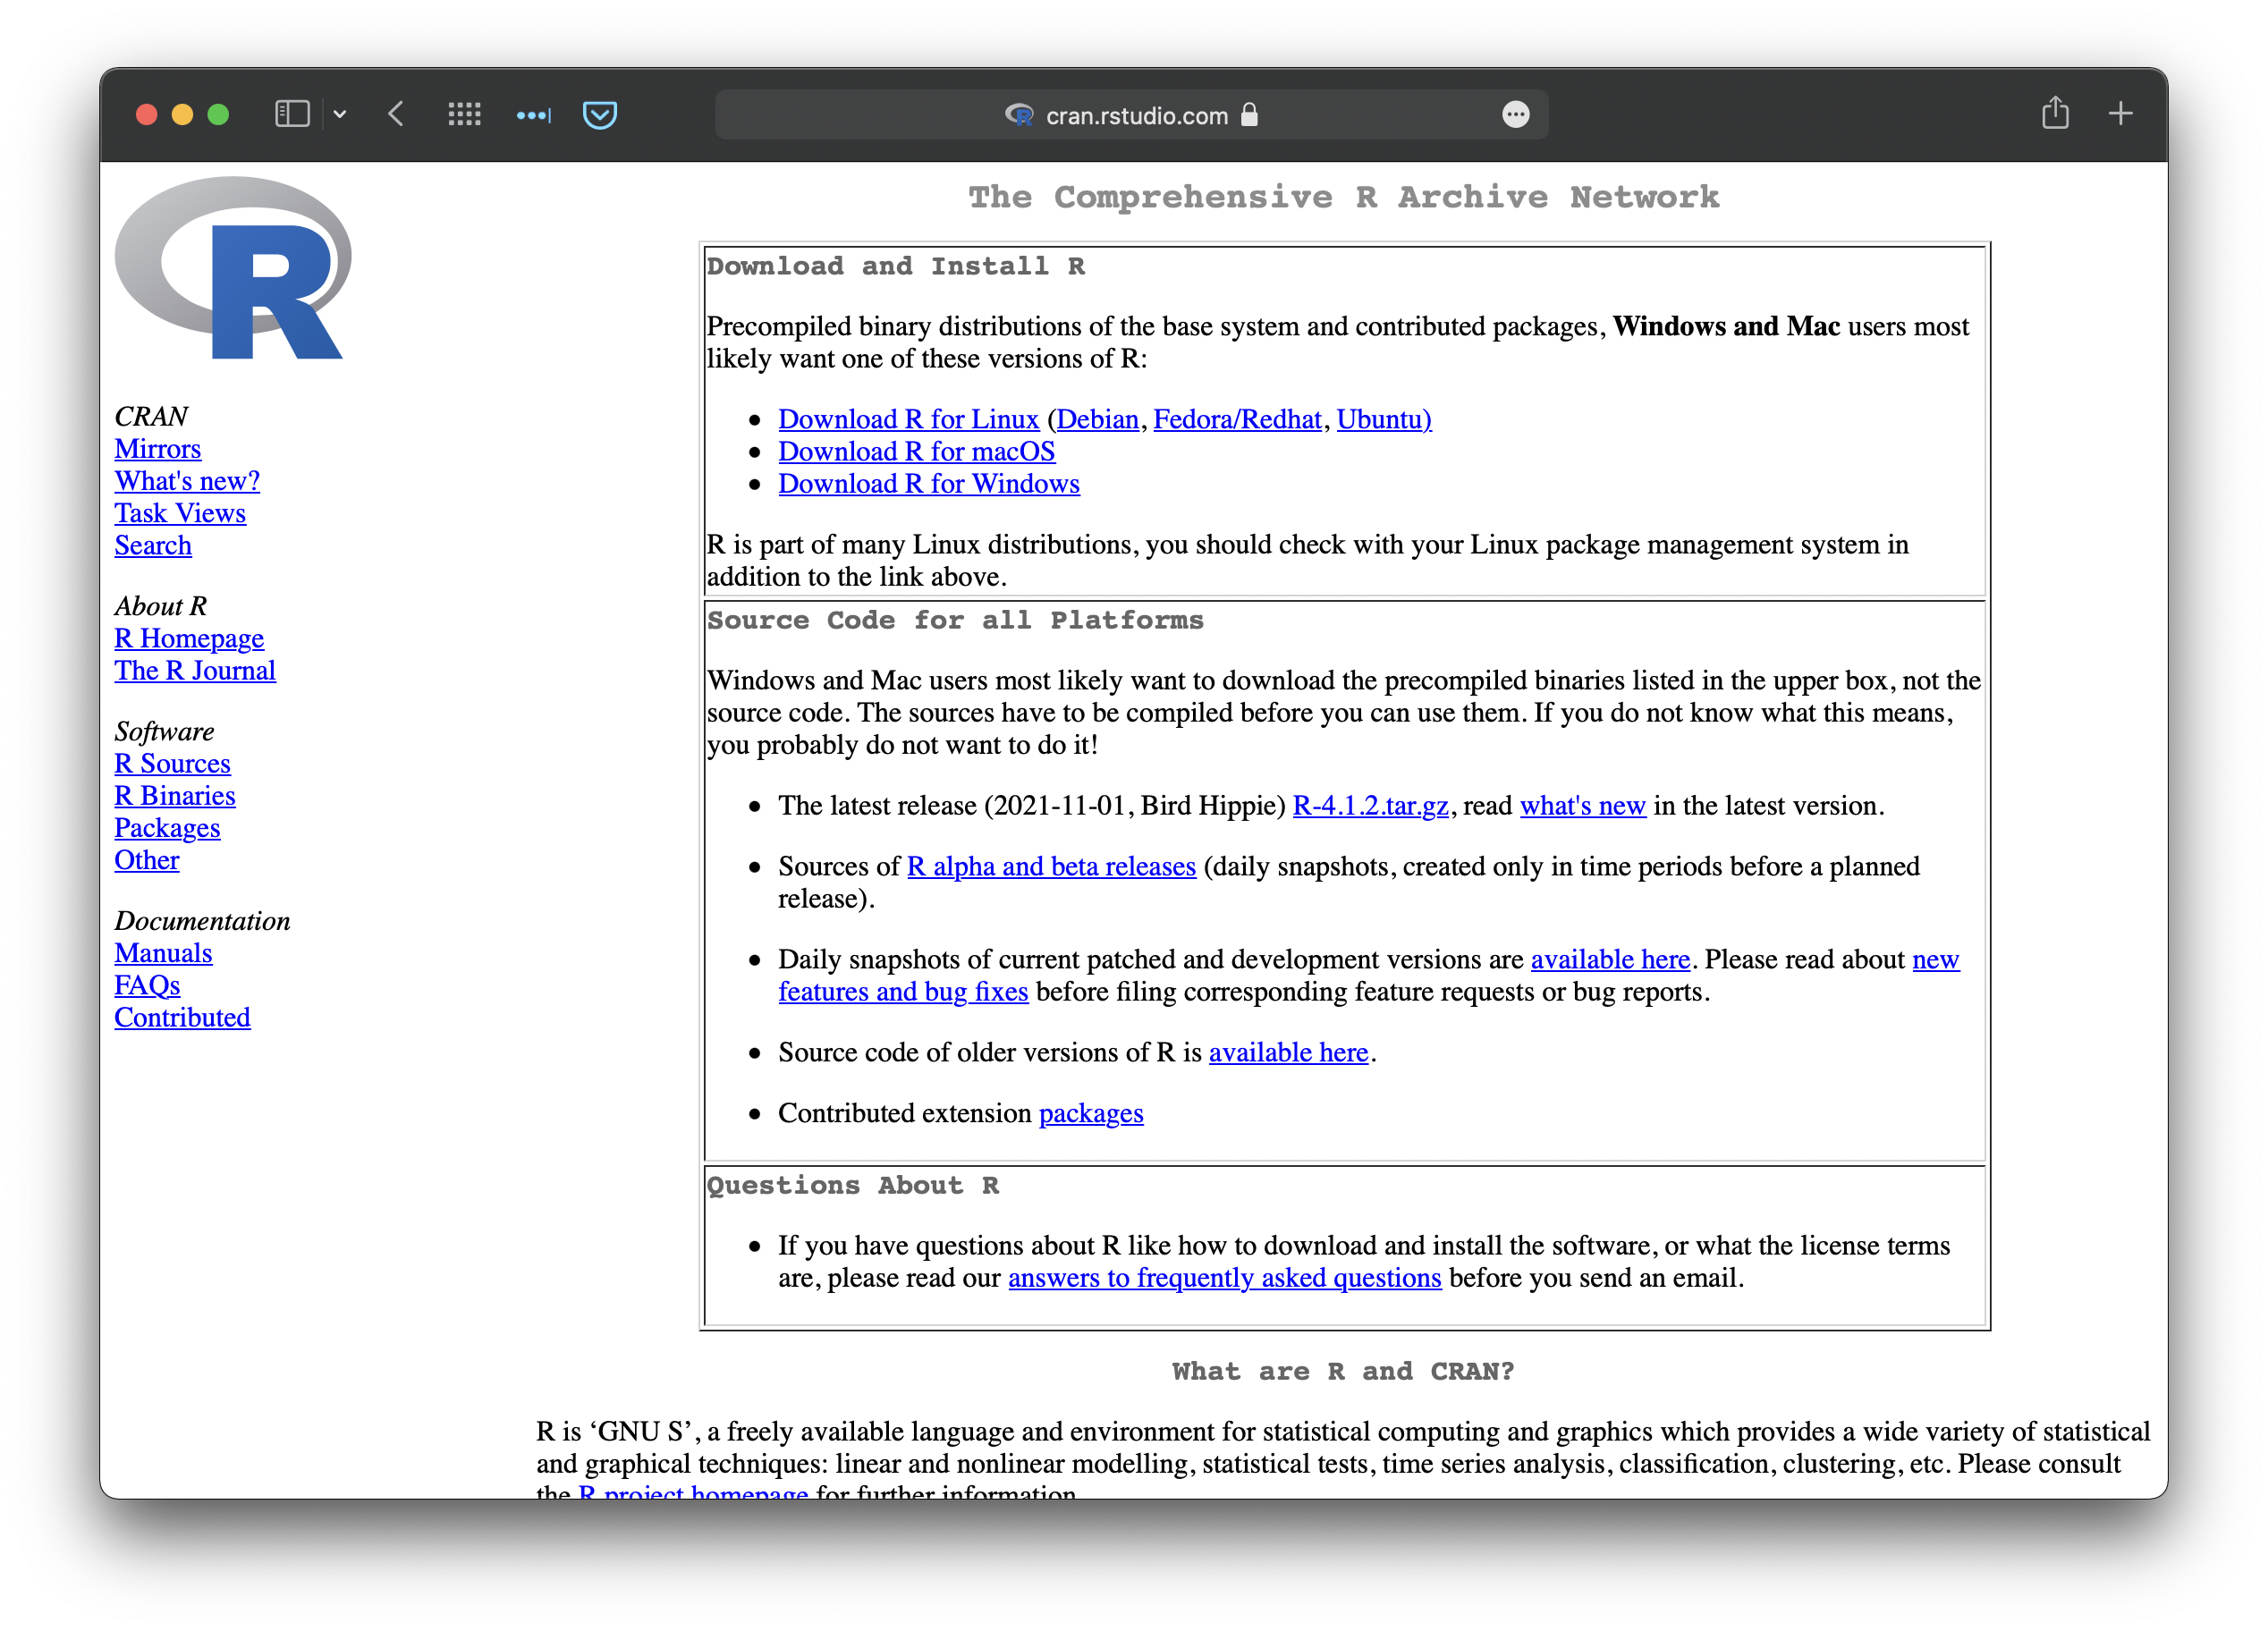 cran.rstudio.com
R
CRAN
Mirrors
What's new?
Task Views
Search
About R
R Homepage
The R Journal
Software
R Sources
R Binaries
Packages
Other
Documentation
Manuals
FAQs
Contributed
The Comprehensive R Archive Network
Download and Install R
Precompiled binary distributions of the base system and contributed packages, Windows and Mac users most
likely want one of these versions of R:
• Download R for Linux (Debian, Fedora/Redhat, Ubuntu)
• Download R for macOS
• Download R for Windows
R is part of many Linux distributions, you should check with your Linux package management system in
addition to the link above.
Source Code for all Platforms
Windows and Mac users most likely want to download the precompiled binaries listed in the upper box, not the
source code. The sources have to be compiled before you can use them. If you do not know what this means,
you probably do not want to do it!
• The latest release (2021-11-01, Bird Hippie) R-4.1.2.tar.gz, read what's new in the latest version.
• Sources of R alpha and beta releases (daily snapshots, created only in time periods before a planned
release).
• Daily snapshots of current patched and development versions are available here. Please read about new
features and bug fixes before filing corresponding feature requests or bug reports.
• Source code of older versions of R is available here.
• Contributed extension packages
Questions About R
• If you have questions about R like how to download and install the software, or what the license terms
are, please read our answers to frequently asked questions before you send an email.
What are R and CRAN?
R is ‘GNU S’, a freely available language and environment for statistical computing and graphics which provides a wide variety of statistical
and graphical techniques: linear and nonlinear modelling, statistical tests, time series analysis, classification, clustering, etc. Please consult
the R project homepage for further information.